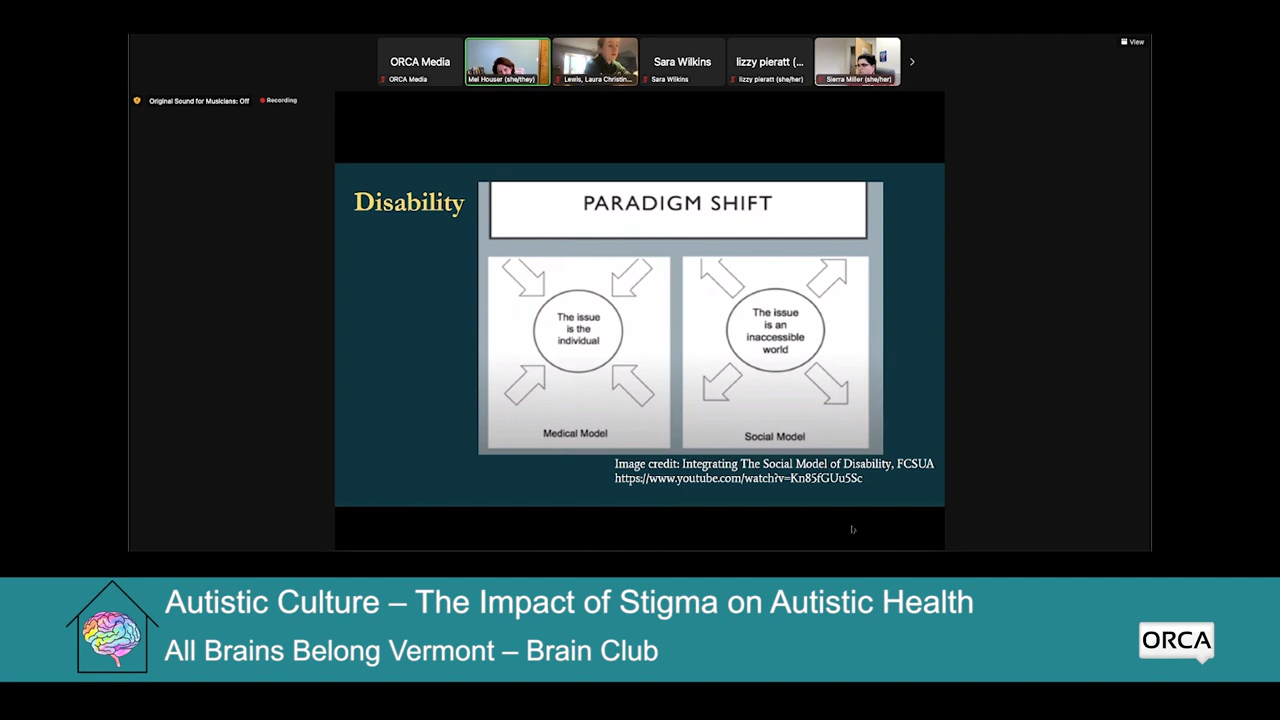 View
ORCA Media
Sara Wilkins
lizzy pieratt (...
ORCA Media
Mel Houser (she/they)
Lewis, Laura Christin...
Sara Wilkins
lizzy pieratt (she/her)
Sierra Miller (she/her)
Original Sound for Musicians: Off
Recording
Disability
PARADIGM SHIFT
The issue
is the
individual
Medical Model
The issue
is an
inaccessible
world
Social Model
Image credit: Integrating The Social Model of Disability, FCSUA
https://www.youtube.com/watch?v=Kn85fGUu5Sc
Autistic Culture – The Impact of Stigma on Autistic Health
All Brains Belong Vermont – Brain Club
ORCA